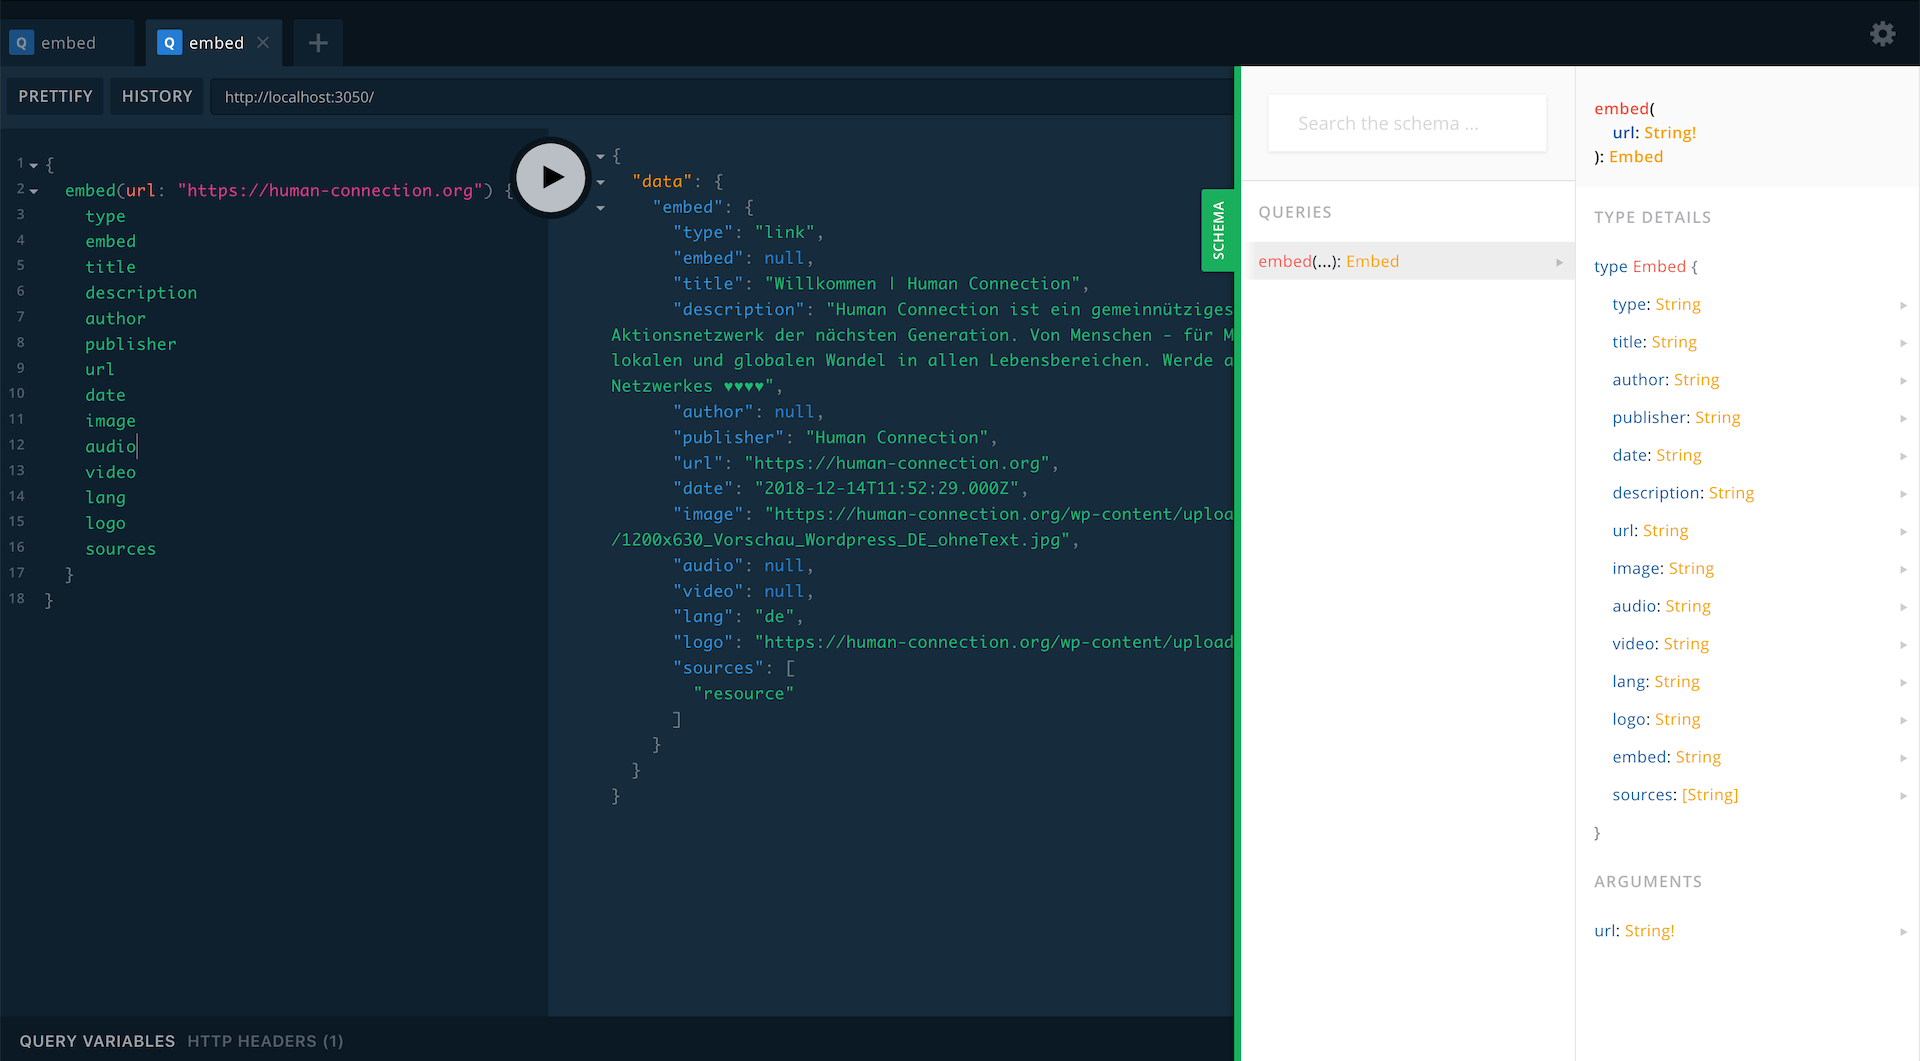 Q embed
Q embed
PRETTIFY
HISTORY
http://localhost:3050/
1 {
2 embed(url: "https://human-connection.org") {
3 type
4 embed
5 title
6 description
7 author
8 publisher
9 url
10 date
11 image
12 audio
13 video
14 lang
15 logo
16 sources
17 }
18 }
{
"data": {
"embed": {
"type": "link",
"embed": null,
"title": "Willkommen | Human Connection",
"description": "Human Connection ist ein gemeinnütziges
Aktionsnetzwerk der nächsten Generation. Von Menschen - für M
lokalen und globalen Wandel in allen Lebensbereichen. Werde a
Netzwerkes ♥♥♥♥",
"author": null,
"publisher": "Human Connection",
"url": "https://human-connection.org",
"date": "2018-12-14T11:52:29.000Z",
"image": "https://human-connection.org/wp-content/uploa
/1200x630_Vorschau_Wordpress_DE_ohneText.jpg",
"audio": null,
"video": null,
"lang": "de",
"logo": "https://human-connection.org/wp-content/upload
"sources": [
"resource"
]
}
}
}
SCHEMA
Search the schema ...
QUERIES
embed(...): Embed
embed(
url: String!
): Embed
TYPE DETAILS
type Embed {
type: String
title: String
author: String
publisher: String
date: String
description: String
url: String
image: String
audio: String
video: String
lang: String
logo: String
embed: String
sources: [String]
}
ARGUMENTS
url: String!
QUERY VARIABLES
HTTP HEADERS (1)